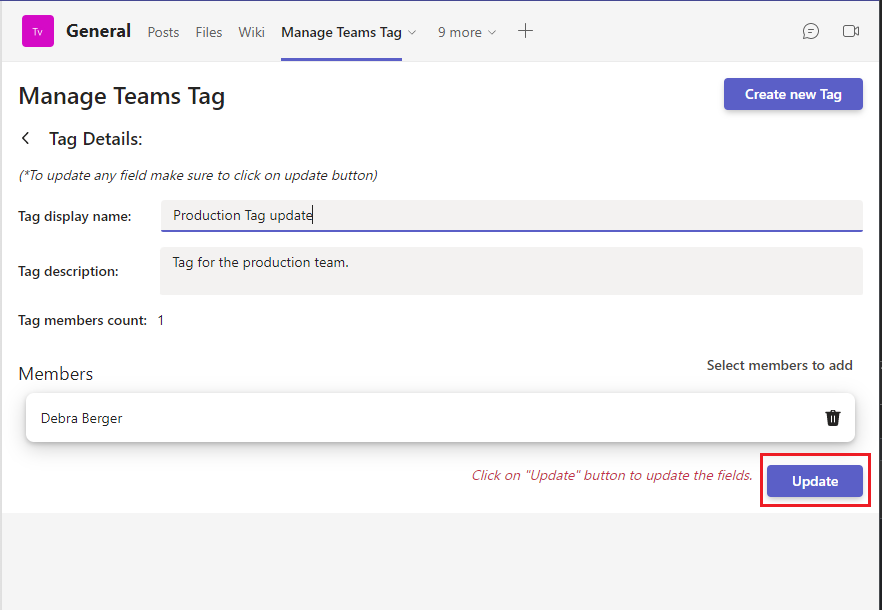 Tv General Posts Files Wiki Manage Teams Tag 9 more
Manage Teams Tag Create new Tag
Tag Details:
(*To update any field make sure to click on update button)
Tag display name: Production Tag update
Tag description: Tag for the production team.
Tag members count: 1
Select members to add
Members
Debra Berger
Click on "Update" button to update the fields. Update